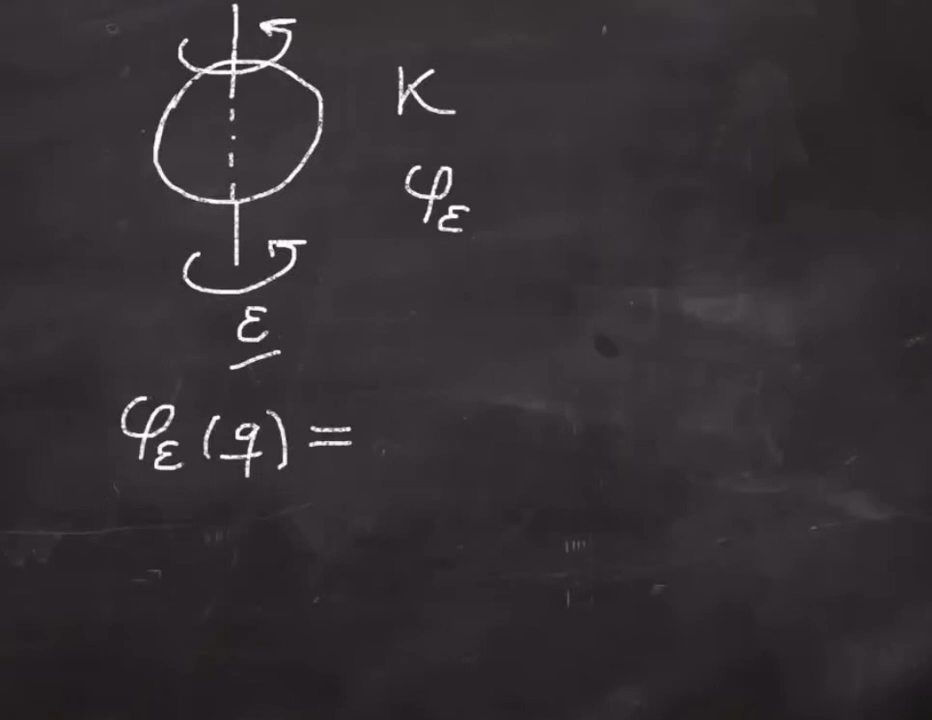 K
φ_ε
ε
φ_ε(q) =